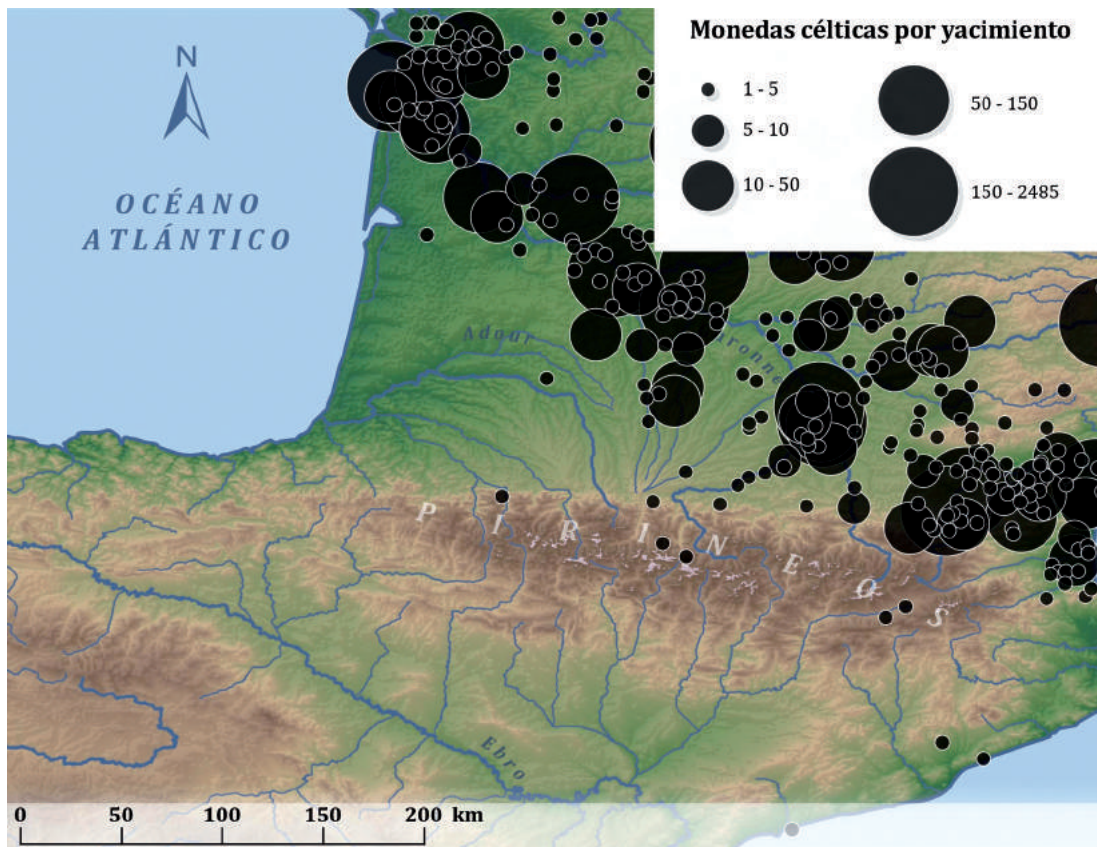 Monedas célticas por yacimiento
1 - 5
5 - 10
10 - 50
50 - 150
150 - 2485
N
OCÉANO
ATLÁNTICO
Adour
PIRINEOS
Ebro
0 50 100 150 200 km